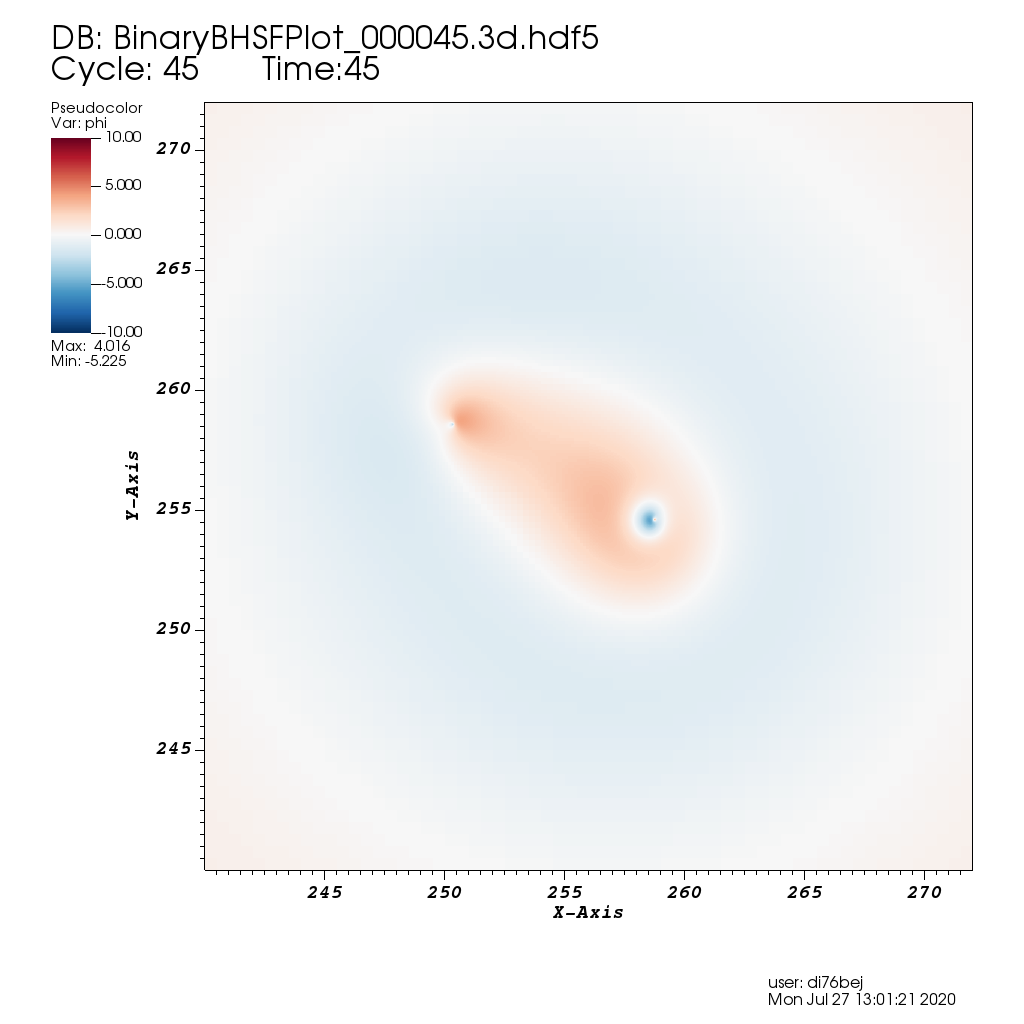 DB: BinaryBHSFPlot_000045.3d.hdf5
Cycle: 45 Time:45
Pseudocolor
Var: phi
10.00
5.000
0.000
-5.000
-10.00
Max: 4.016
Min: -5.225
270
265
260
255
250
245
Y-Axis
245 250 255 260 265 270
X-Axis
user: di76bej
Mon Jul 27 13:01:21 2020